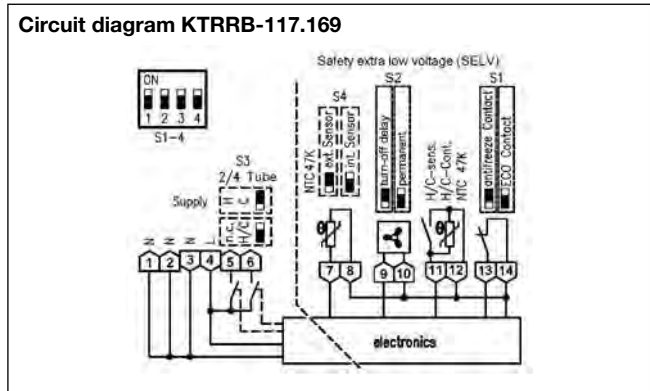 Circuit diagram KTRRB-117.169
Safety extra low voltage (SELV)
ON
1 2 3 4
S1-4
S3
2/4 Tube
H C
n.c. H/C
Supply
N N N L
1 2 3 4 5 6
S4
ext. Sensor
int. Sensor
NTC 47K
S2
turn-off delay
permanent
H/C-sens.
H/C-Cont.
NTC 47K
S1
antifreeze Contact
ECO Contact
θ
θ
7 8 9 10 11 12 13 14
electronics